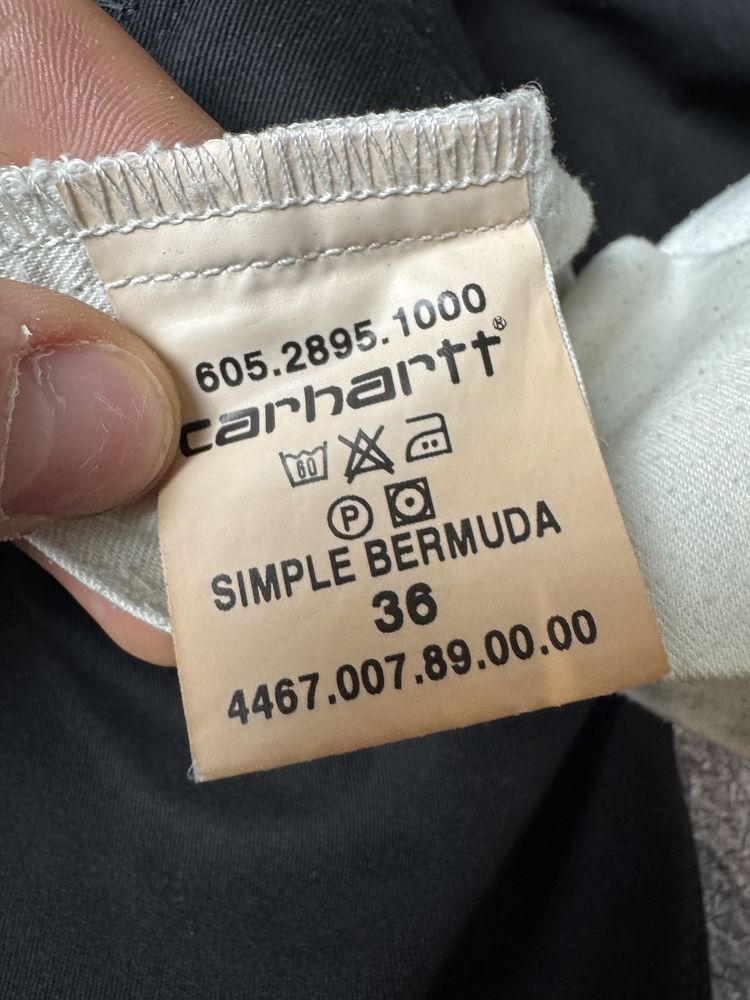 605.2895.1000
carhartt®
60
P
SIMPLE BERMUDA
36
4467.007.89.00.00